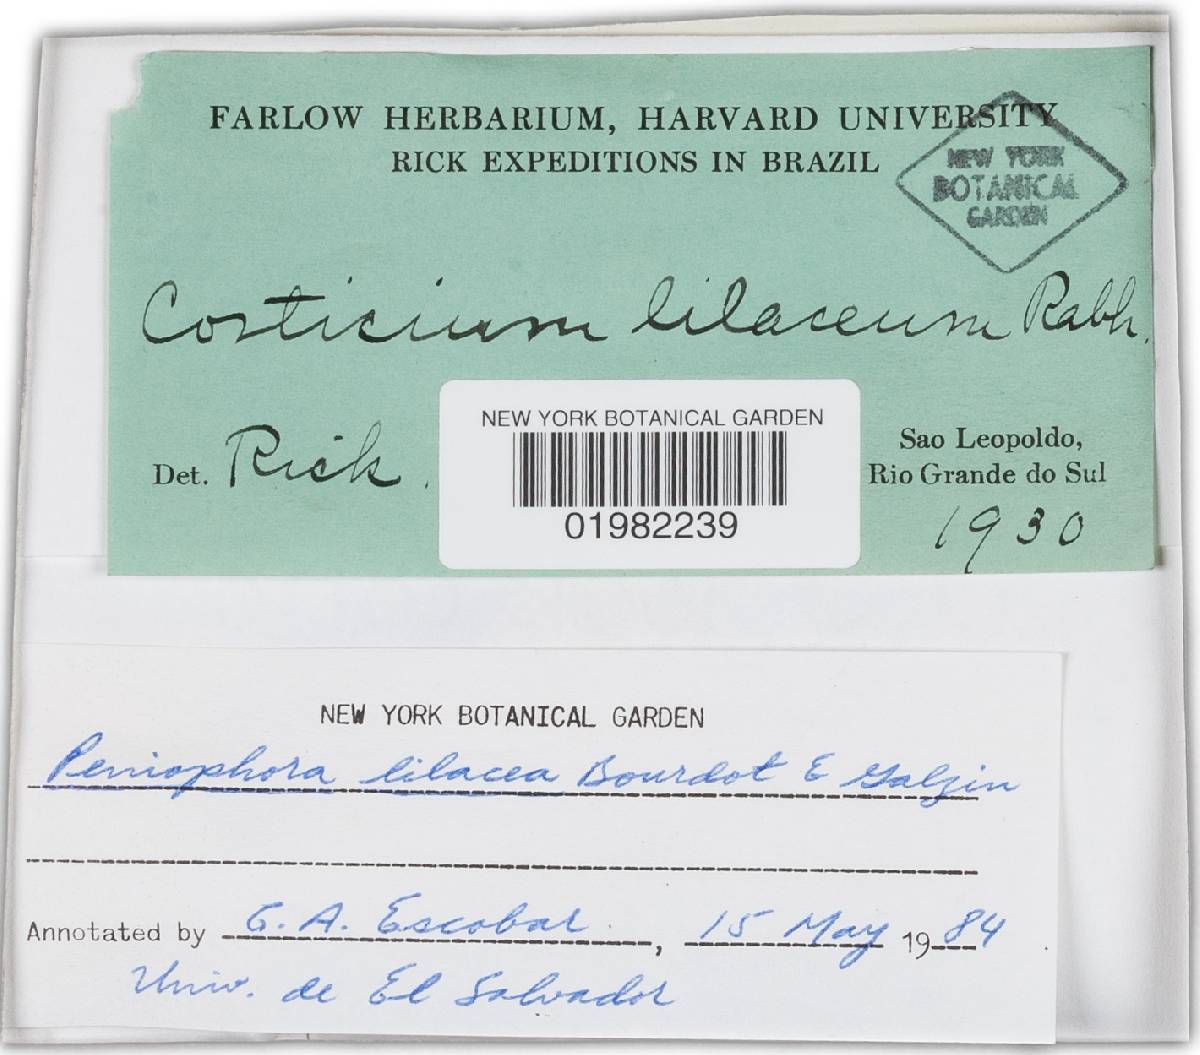 FARLOW HERBARIUM, HARVARD UNIVERSITY
RICK EXPEDITIONS IN BRAZIL
NEW YORK
BOTANICAL
GARDEN
Corticium lilaceum Rabh.
Det. Rick.
NEW YORK BOTANICAL GARDEN
01982239
Sao Leopoldo,
Rio Grande do Sul
1930
NEW YORK BOTANICAL GARDEN
Peniophora lilacea Bourdot & Galzin
Annotated by G. A. Escobar, 15 May 1984
Univ. de El Salvador